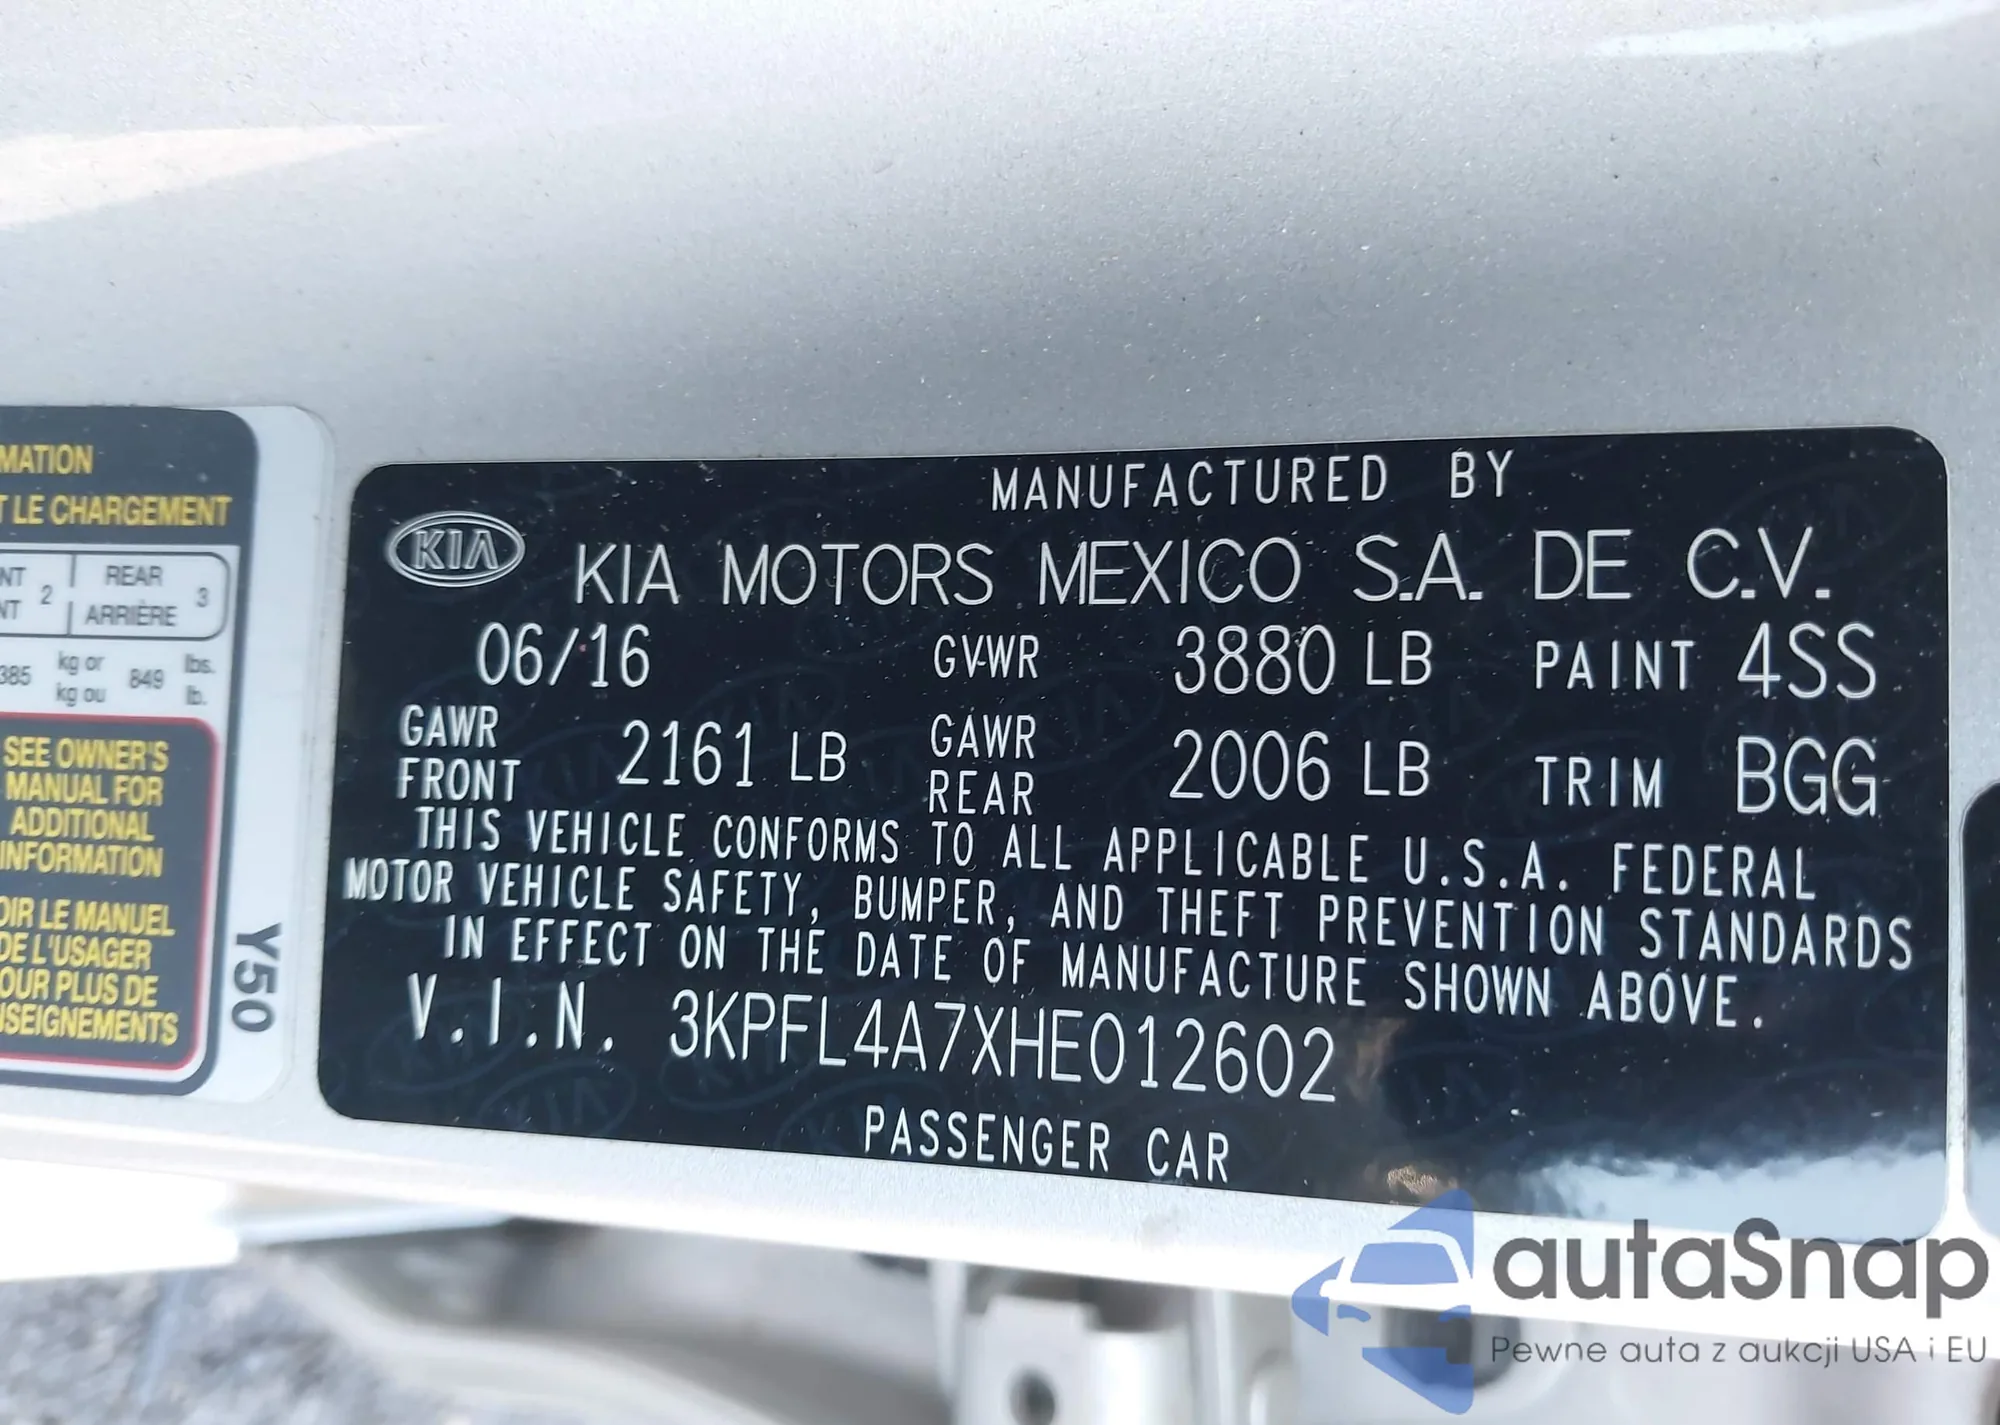 MATION
T LE CHARGEMENT
NT 2 REAR 3
NT ARRIÈRE
385 kg or 849 lbs.
kg ou lb.
SEE OWNER'S
MANUAL FOR
ADDITIONAL
INFORMATION
OIR LE MANUEL
DE L'USAGER
OUR PLUS DE
NSEIGNEMENTS
Y50
MANUFACTURED BY
KIA KIA MOTORS MEXICO S.A. DE C.V.
06/16 GVWR 3880 LB PAINT 4SS
GAWR FRONT 2161 LB GAWR REAR 2006 LB TRIM BGG
THIS VEHICLE CONFORMS TO ALL APPLICABLE U.S.A. FEDERAL
MOTOR VEHICLE SAFETY, BUMPER, AND THEFT PREVENTION STANDARDS
IN EFFECT ON THE DATE OF MANUFACTURE SHOWN ABOVE.
V.I.N. 3KPFL4A7XHE012602
PASSENGER CAR
autaSnap
Pewne auta z aukcji USA i EU